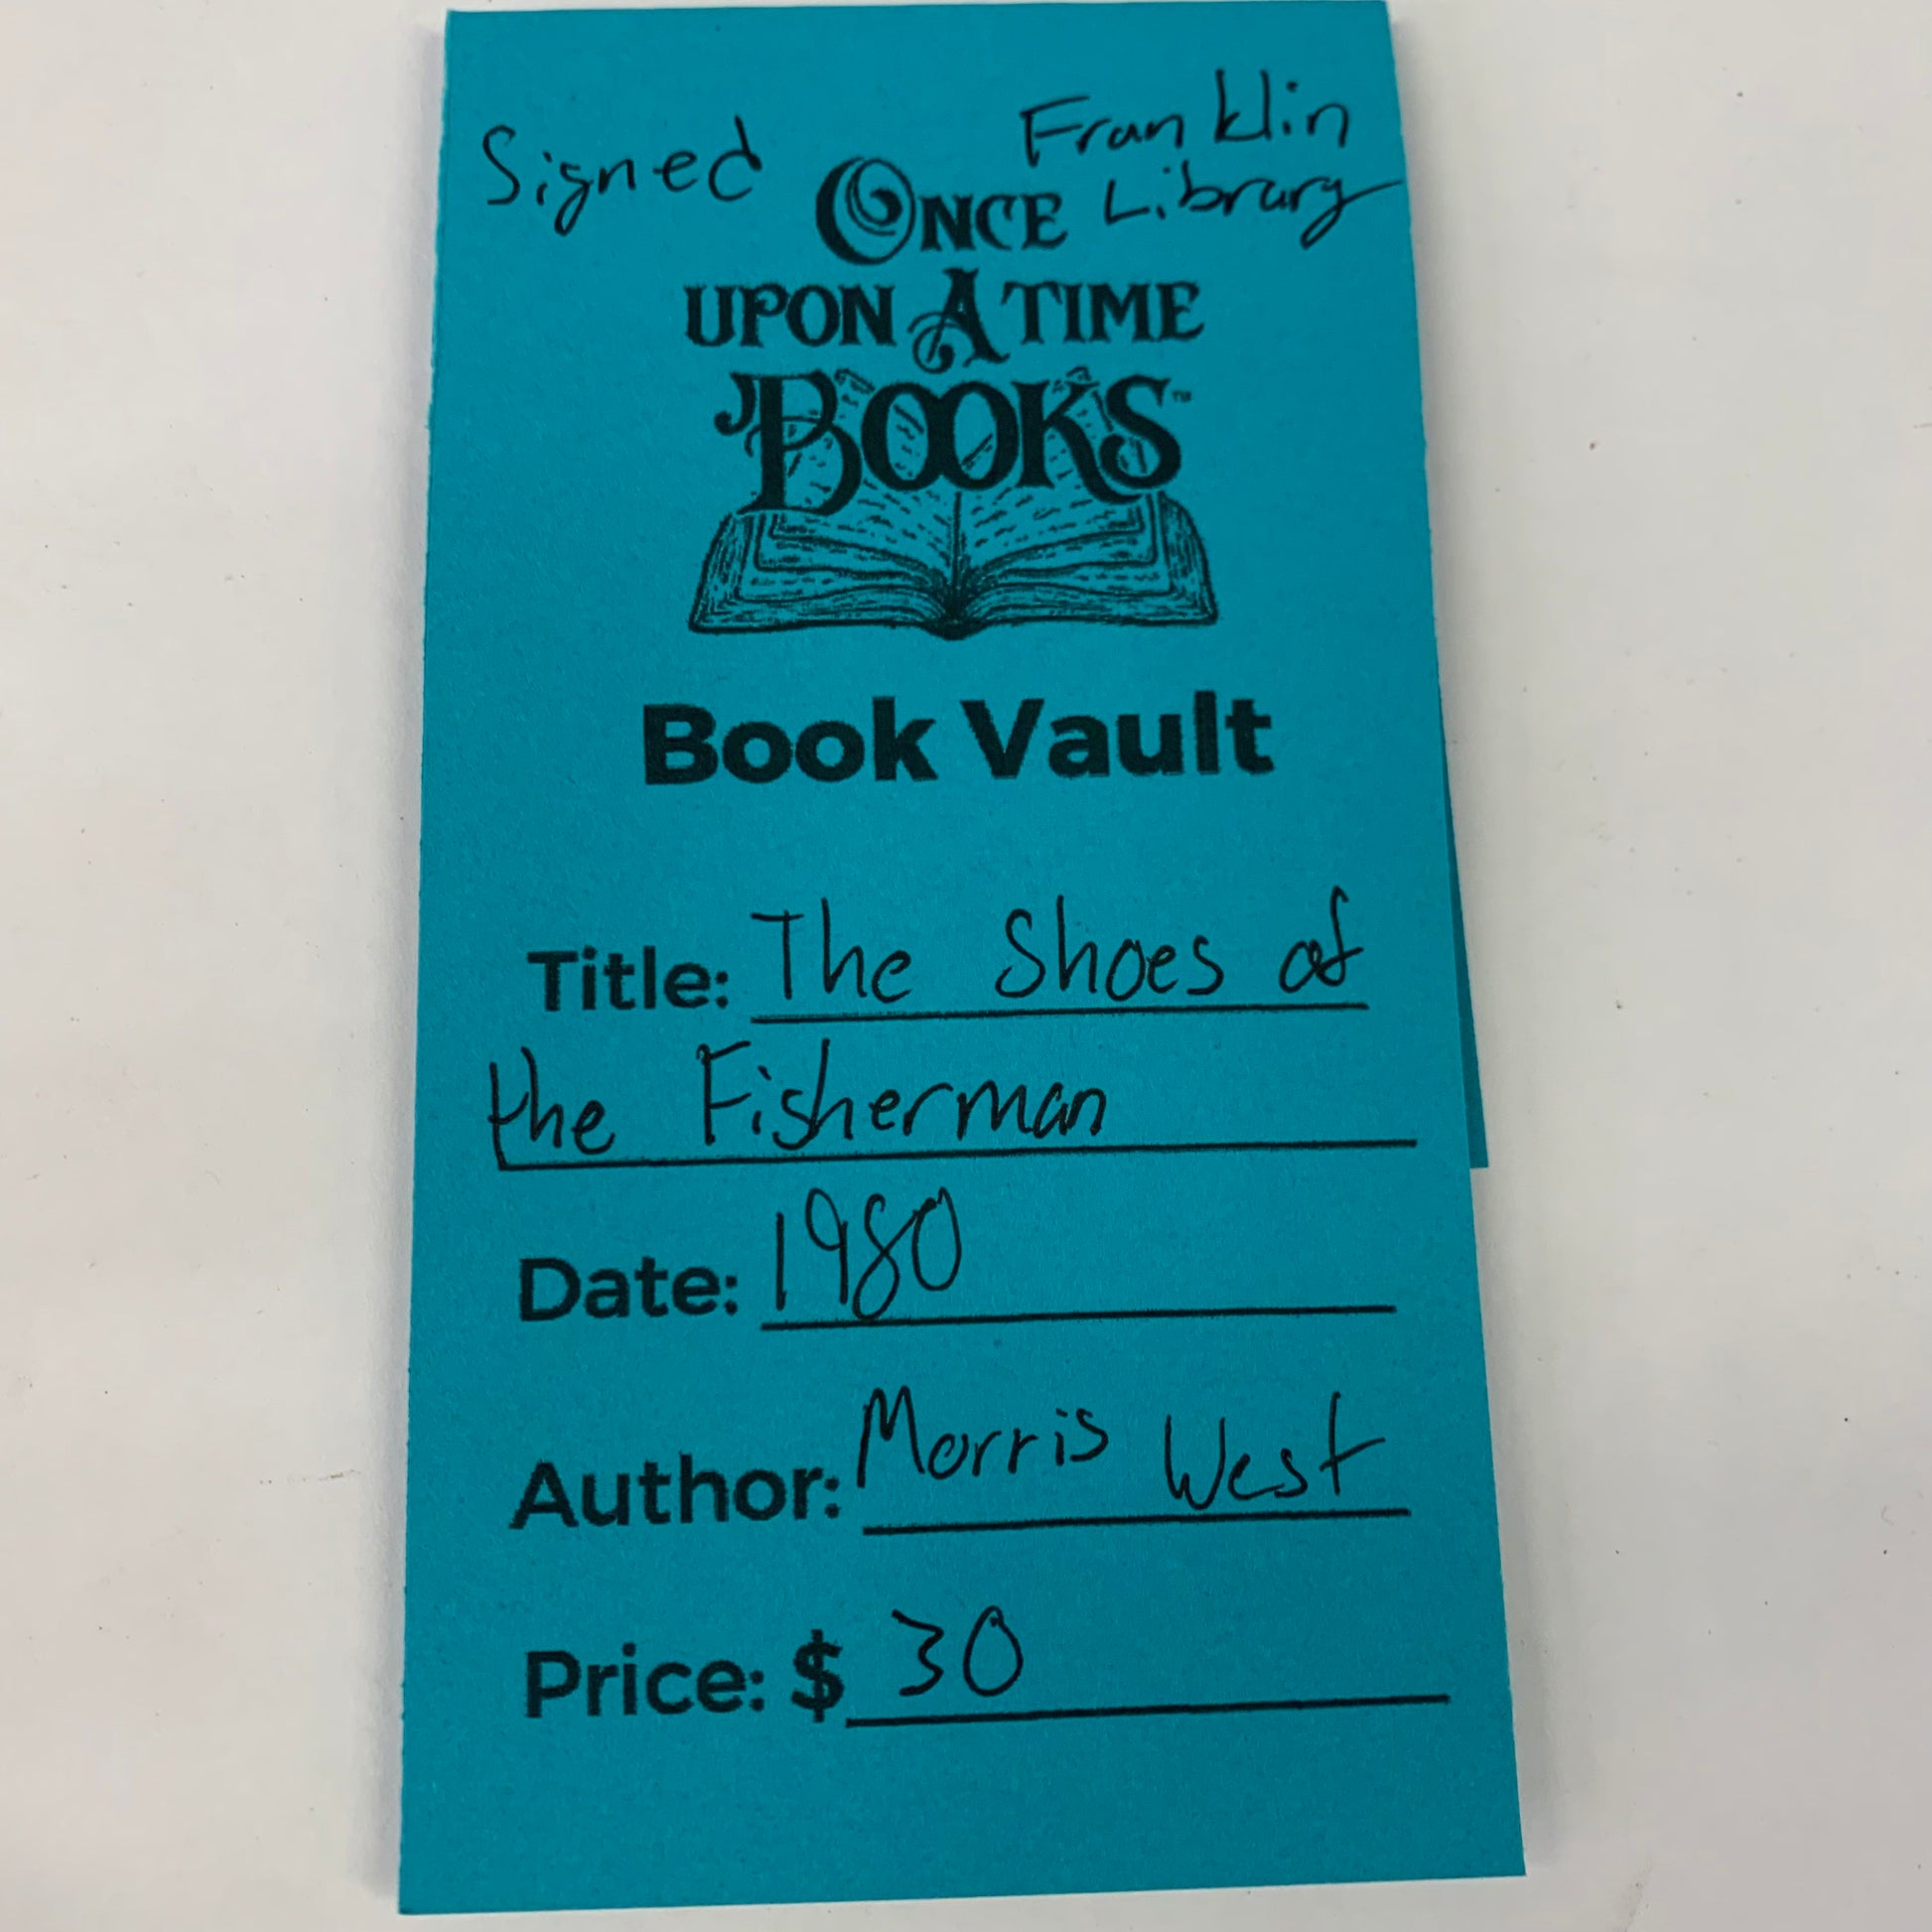 Signed
Franklin
Library
ONCE
UPON A TIME
BOOKS™
Book Vault
Title: The Shoes of
the Fisherman
Date: 1980
Author: Morris West
Price: $ 30